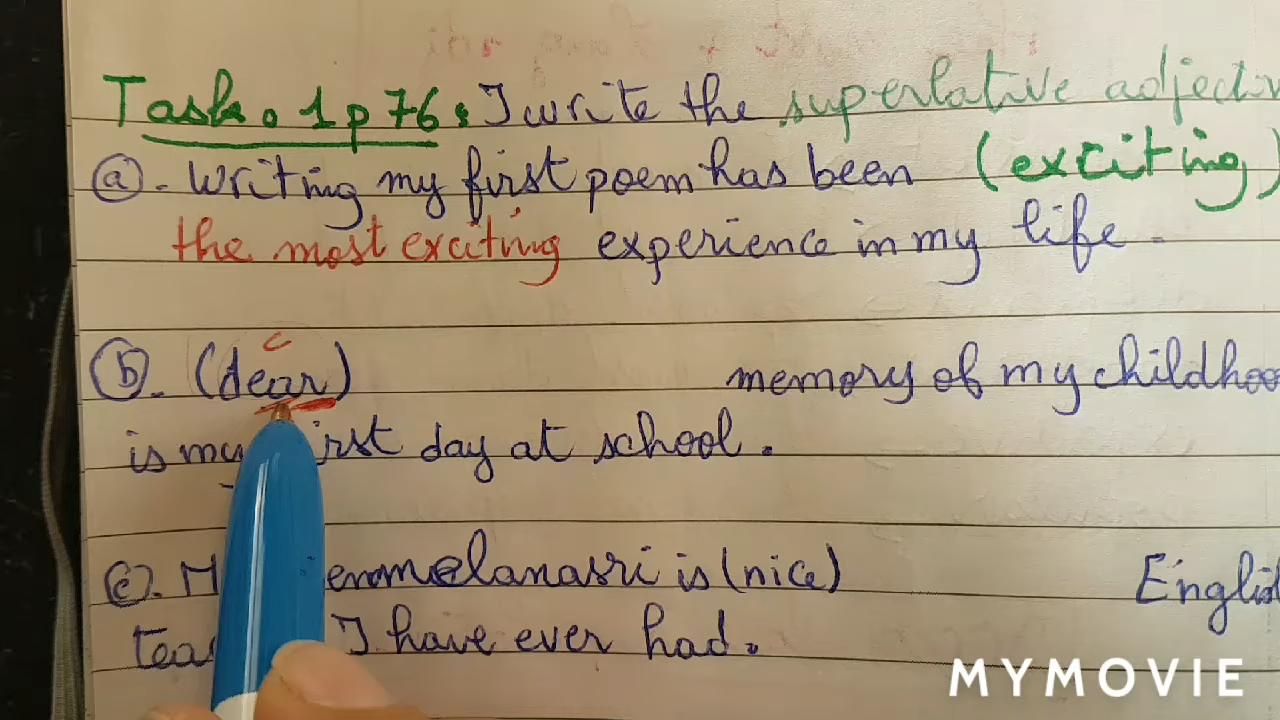 Task. 1 p 76: I write the superlative adjectiv
(a). Writing my first poem has been (exciting)
the most exciting experience in my life.
(b). (dear) memory of my childhoo
is my first day at school.
(c). is (nice) Englis
I have ever had.
MYMOVIE